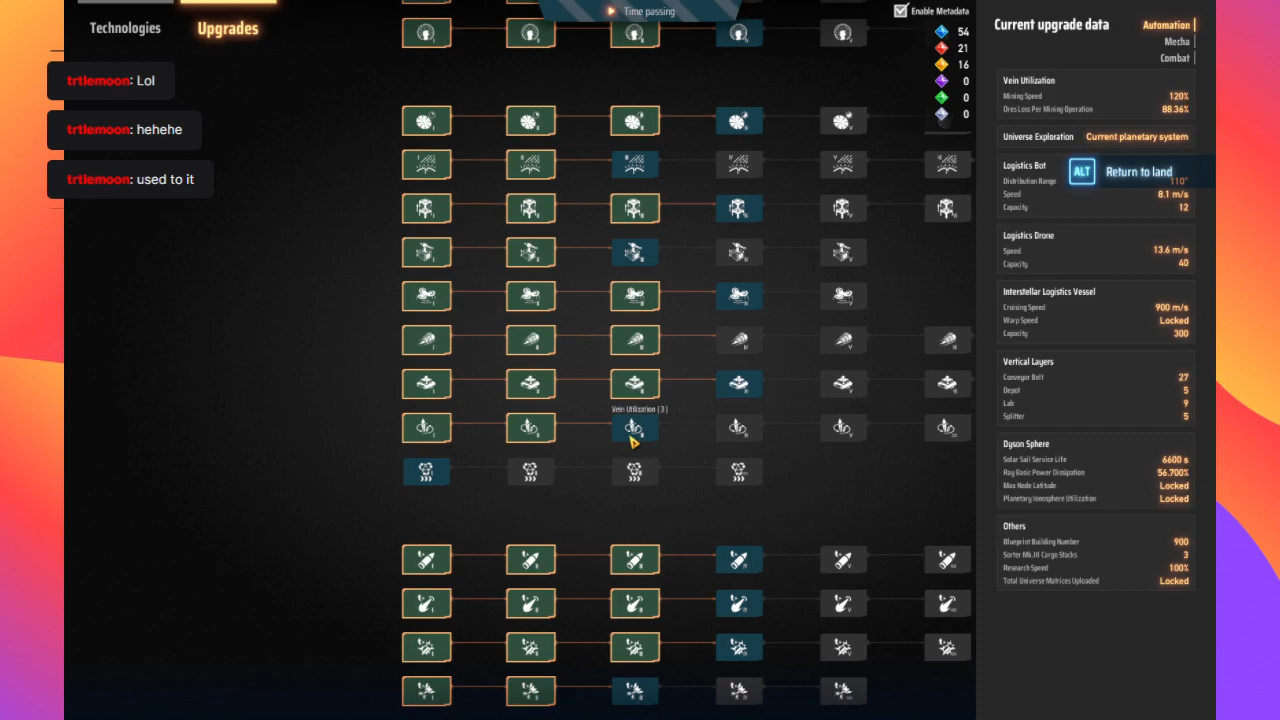 Technologies
Upgrades
Time passing
Enable Metadata
54
21
16
0
0
0
trtlemoon: Lol
trtlemoon: hehehe
trtlemoon: used to it
Vein Utilization ( 3 )
Current upgrade data
Automation
Mecha
Combat
Vein Utilization
Mining Speed 120%
Ores Loss Per Mining Operation 88.36%
Universe Exploration Current planetary system
Logistics Bot
Distribution Range 110°
Speed 8.1 m/s
Capacity 12
ALT Return to land
Logistics Drone
Speed 13.6 m/s
Capacity 40
Interstellar Logistics Vessel
Cruising Speed 900 m/s
Warp Speed Locked
Capacity 300
Vertical Layers
Conveyor Belt 27
Depot 5
Lab 9
Splitter 5
Dyson Sphere
Solar Sail Service Life 6600 s
Ray Basic Power Dissipation 56.700%
Max Node Latitude Locked
Planetary Ionosphere Utilization Locked
Others
Blueprint Building Number 900
Sorter Mk.III Cargo Stacks 3
Research Speed 100%
Total Universe Matrices Uploaded Locked